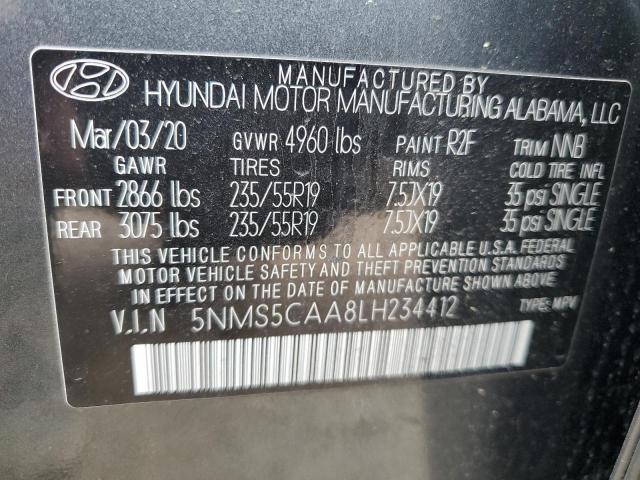 MANUFACTURED BY
HYUNDAI MOTOR MANUFACTURING ALABAMA, LLC
Mar/03/20 GVWR 4960 lbs PAINT R2F TRIM NNB
GAWR TIRES RIMS COLD TIRE INFL
FRONT 2866 lbs 235/55R19 7.5JX19 35 psi SINGLE
REAR 3075 lbs 235/55R19 7.5JX19 35 psi SINGLE
THIS VEHICLE CONFORMS TO ALL APPLICABLE U.S.A. FEDERAL
MOTOR VEHICLE SAFETY AND THEFT PREVENTION STANDARDS
IN EFFECT ON THE DATE OF MANUFACTURE SHOWN ABOVE.
V.I.N 5NMS5CAA8LH234412 TYPE: MPV